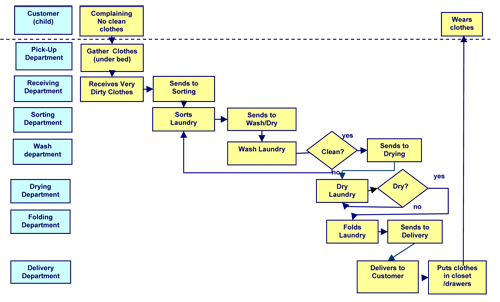 Customer
(child)
Complaining
No clean
clothes
Wears
clothes
Pick-Up
Department
Gather Clothes
(under bed)
Receiving
Department
Receives Very
Dirty Clothes
Sends to
Sorting
Sorting
Department
Sorts
Laundry
Sends to
Wash/Dry
Wash
department
Wash Laundry
Clean?
yes
no
Sends to
Drying
Drying
Department
Dry
Laundry
Dry?
yes
no
Folding
Department
Folds
Laundry
Sends to
Delivery
Delivery
Department
Delivers to
Customer
Puts clothes
in closet
/drawers